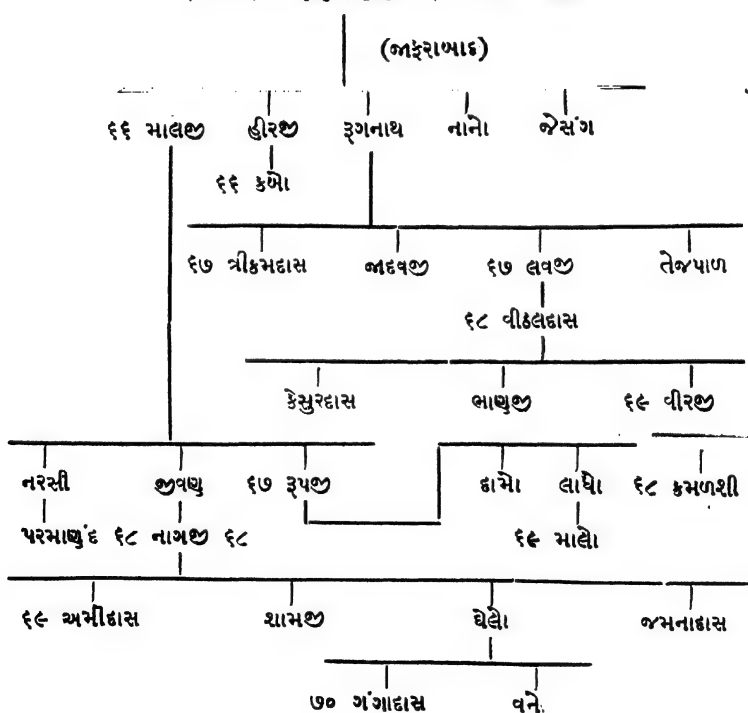 (જાફરાબાદ)
૬૬ માલજી હીરજી રૂગનાથ નાનો જેસંગ
૬૬ કબો
૬૭ ત્રીકમદાસ જાદવજી ૬૭ લવજી તેજપાળ
૬૮ વીઠલદાસ
કેસુરદાસ ભાણુજી ૬૯ વીરજી
નરસી જીવણુ ૬૭ રૂપજી દામો લાધો ૬૮ કમળશી
પરમાણુંદ ૬૮ નાગજી ૬૮ ૬૯ માલો
૬૯ અમીદાસ શામજી ઘેલો જમનાદાસ
૭૦ ગંગાદાસ વનો